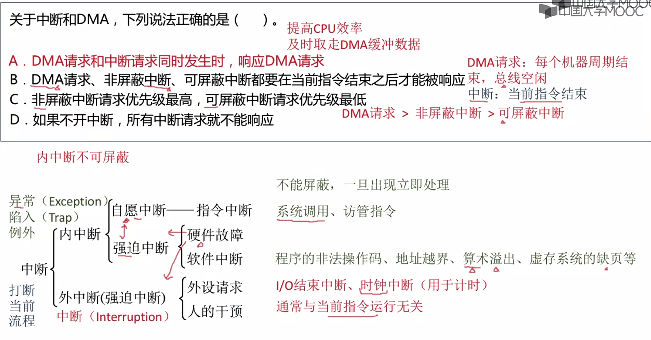 中国大学MOOC
中国大学MOOC
关于中断和DMA，下列说法正确的是（ ）。
提高CPU效率
及时取走DMA缓冲数据
A．DMA请求和中断请求同时发生时，响应DMA请求
DMA请求：每个机器周期结束，总线空闲
B．DMA请求、非屏蔽中断、可屏蔽中断都要在当前指令结束之后才能被响应
中断：当前指令结束
C．非屏蔽中断请求优先级最高，可屏蔽中断请求优先级最低
DMA请求 > 非屏蔽中断 > 可屏蔽中断
D．如果不开中断，所有中断请求就不能响应
内中断不可屏蔽
不能屏蔽，一旦出现立即处理
异常（Exception）
陷入（Trap）
例外
自愿中断——指令中断
系统调用、访管指令
内中断
强迫中断
硬件故障
软件中断
程序的非法操作码、地址越界、算术溢出、虚存系统的缺页等
中断
打断
当前
流程
外中断(强迫中断)
中断（Interruption）
外设请求
人的干预
I/O结束中断、时钟中断（用于计时）
通常与当前指令运行无关